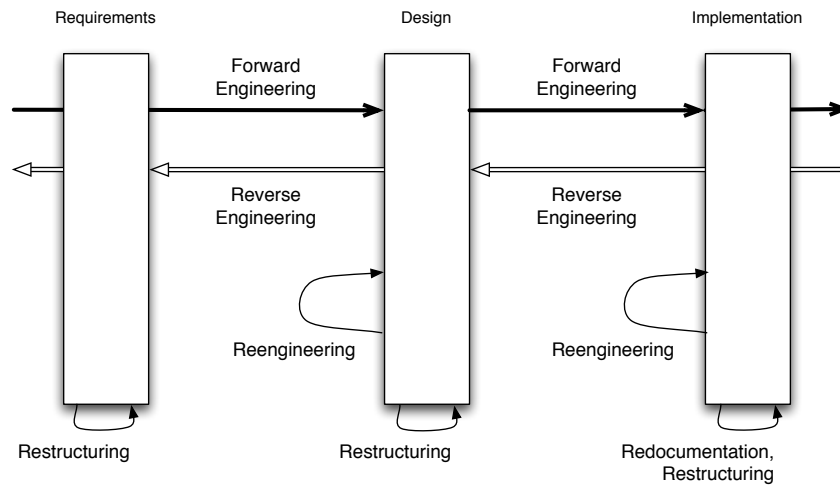 Requirements
Design
Implementation
Forward
Engineering
Forward
Engineering
Reverse
Engineering
Reverse
Engineering
Reengineering
Reengineering
Restructuring
Restructuring
Redocumentation,
Restructuring